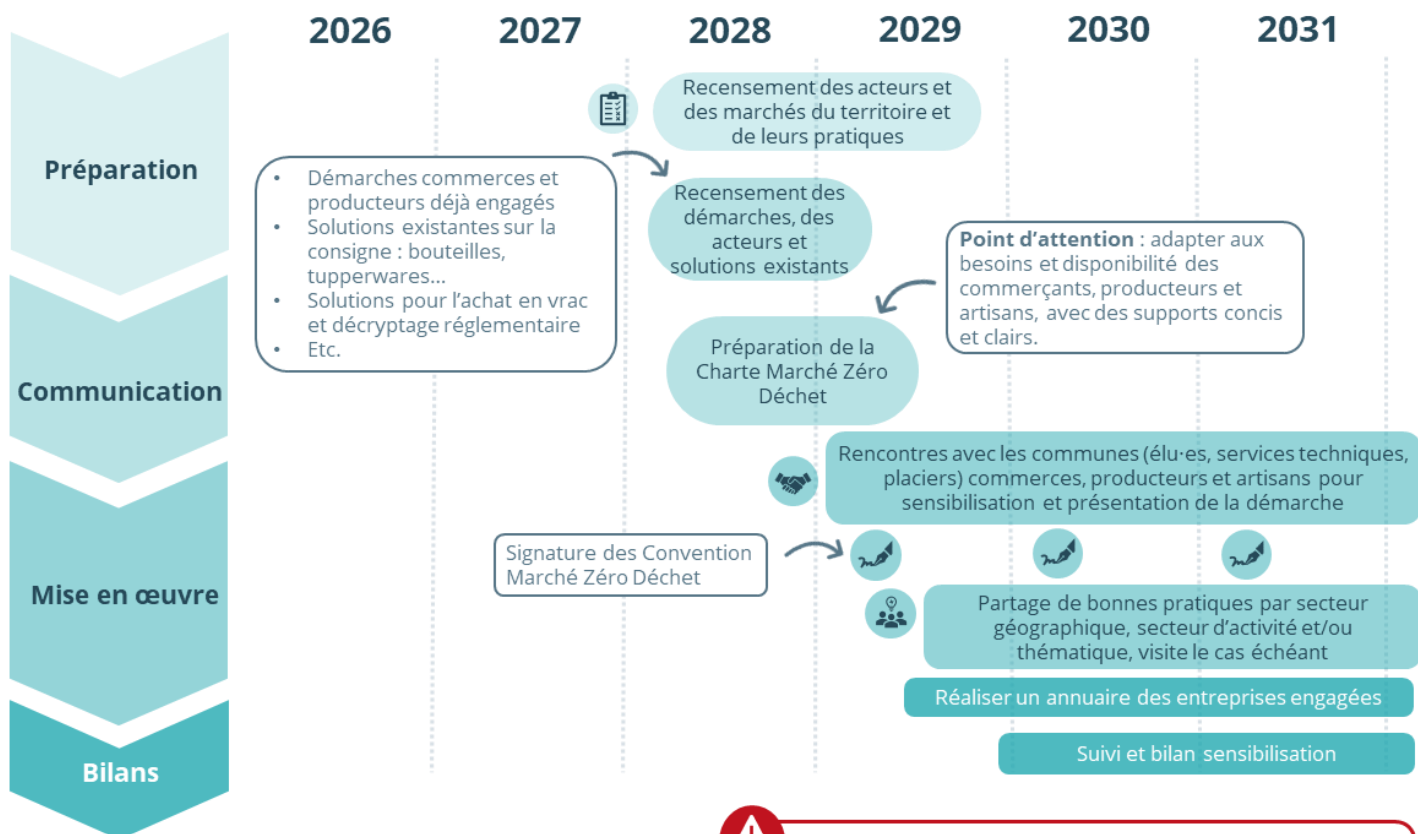 2026 2027 2028 2029 2030 2031
Préparation
Recensement des acteurs et
des marchés du territoire et
de leurs pratiques
• Démarches commerces et
producteurs déjà engagés
• Solutions existantes sur la
consigne : bouteilles,
tupperwares...
• Solutions pour l'achat en vrac
et décryptage réglementaire
• Etc.
Recensement des
démarches, des
acteurs et
solutions existants
Point d'attention : adapter aux
besoins et disponibilité des
commerçants, producteurs et
artisans, avec des supports concis
et clairs.
Communication
Préparation de la
Charte Marché Zéro
Déchet
Rencontres avec les communes (élu·es, services techniques,
placiers) commerces, producteurs et artisans pour
sensibilisation et présentation de la démarche
Mise en œuvre
Signature des Convention
Marché Zéro Déchet
Partage de bonnes pratiques par secteur
géographique, secteur d'activité et/ou
thématique, visite le cas échéant
Réaliser un annuaire des entreprises engagées
Bilans
Suivi et bilan sensibilisation